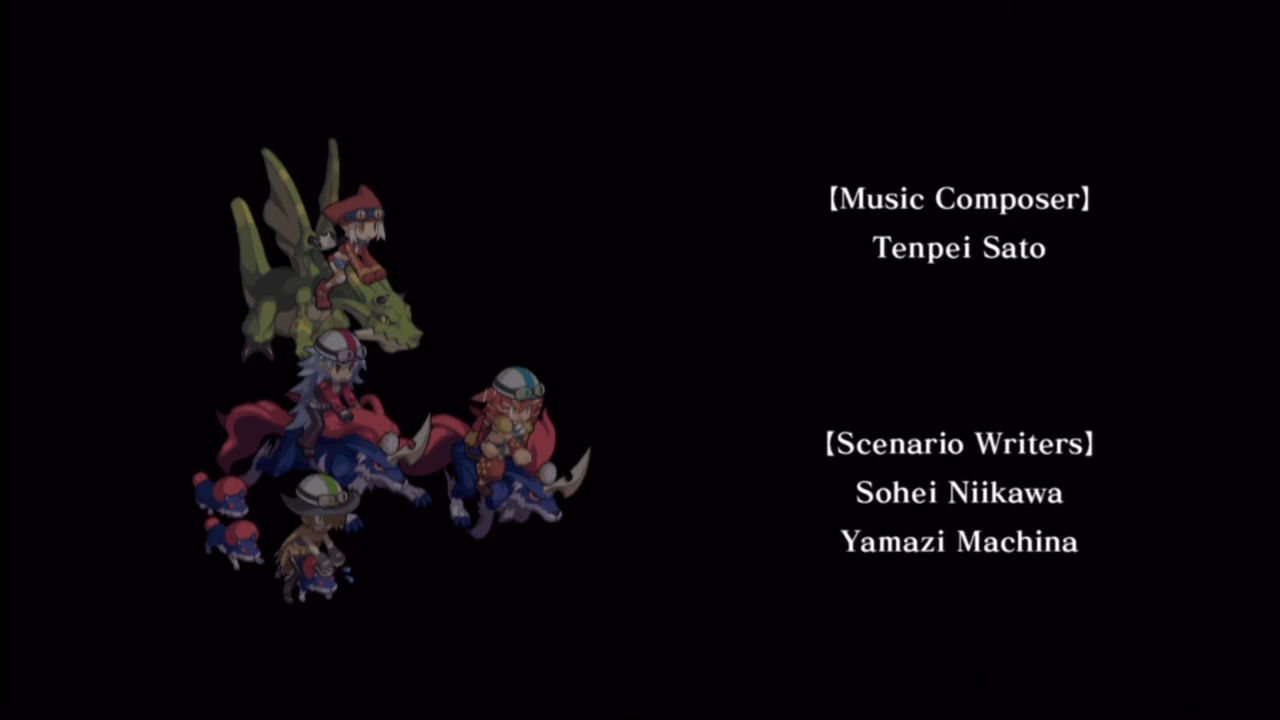 【Music Composer】
Tenpei Sato
【Scenario Writers】
Sohei Niikawa
Yamazi Machina